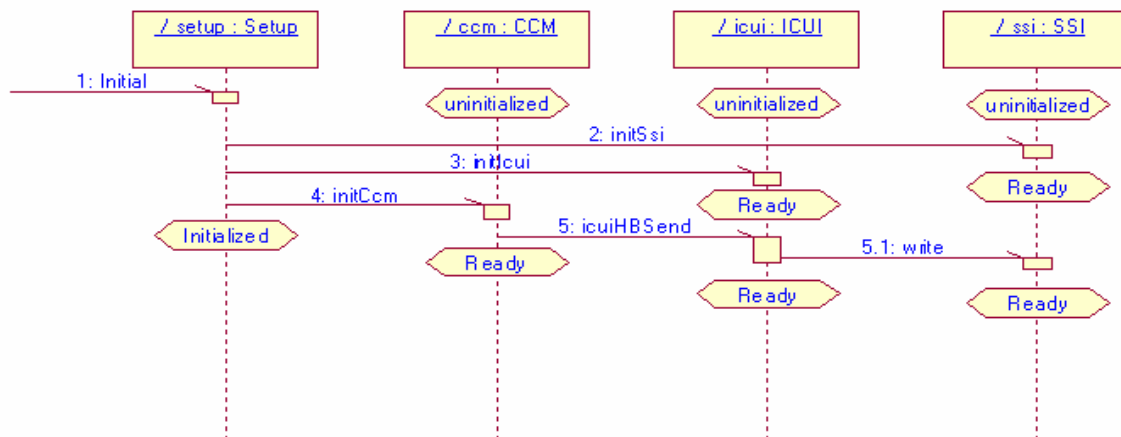 / setup : Setup
/ ccm : CCM
/ icui : ICUI
/ ssi : SSI
1: Initial
uninitialized
uninitialized
uninitialized
2: initSsi
3: initIcui
Ready
4: initCcm
Ready
Initialized
5: icuiHBSend
5.1: write
Ready
Ready
Ready